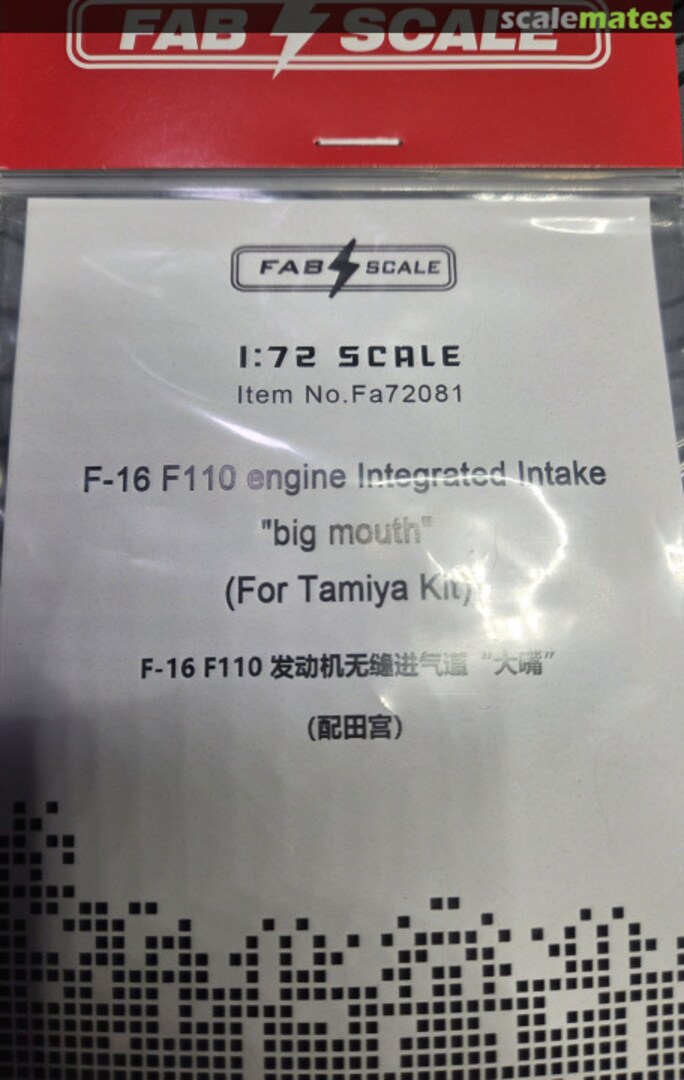 scalemates
FAB SCALE
FAB SCALE
1:72 SCALE
Item No.Fa72081
F-16 F110 engine Integrated Intake
"big mouth"
(For Tamiya Kit)
F-16 F110 发动机无缝进气道“大嘴”
(配田宫)